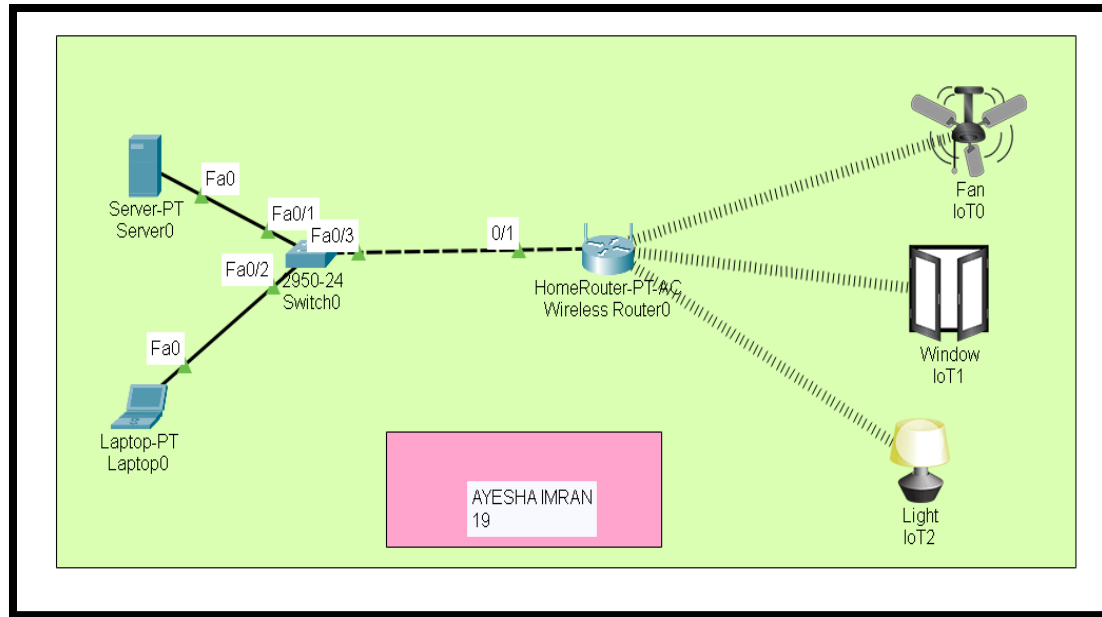 Fa0
Server-PT
Server0
Fa0/1
Fa0/3
Fa0/2
2950-24
Switch0
Fa0
Laptop-PT
Laptop0
0/1
HomeRouter-PT-AC
Wireless Router0
Fan
IoT0
Window
IoT1
Light
IoT2
AYESHA IMRAN
19